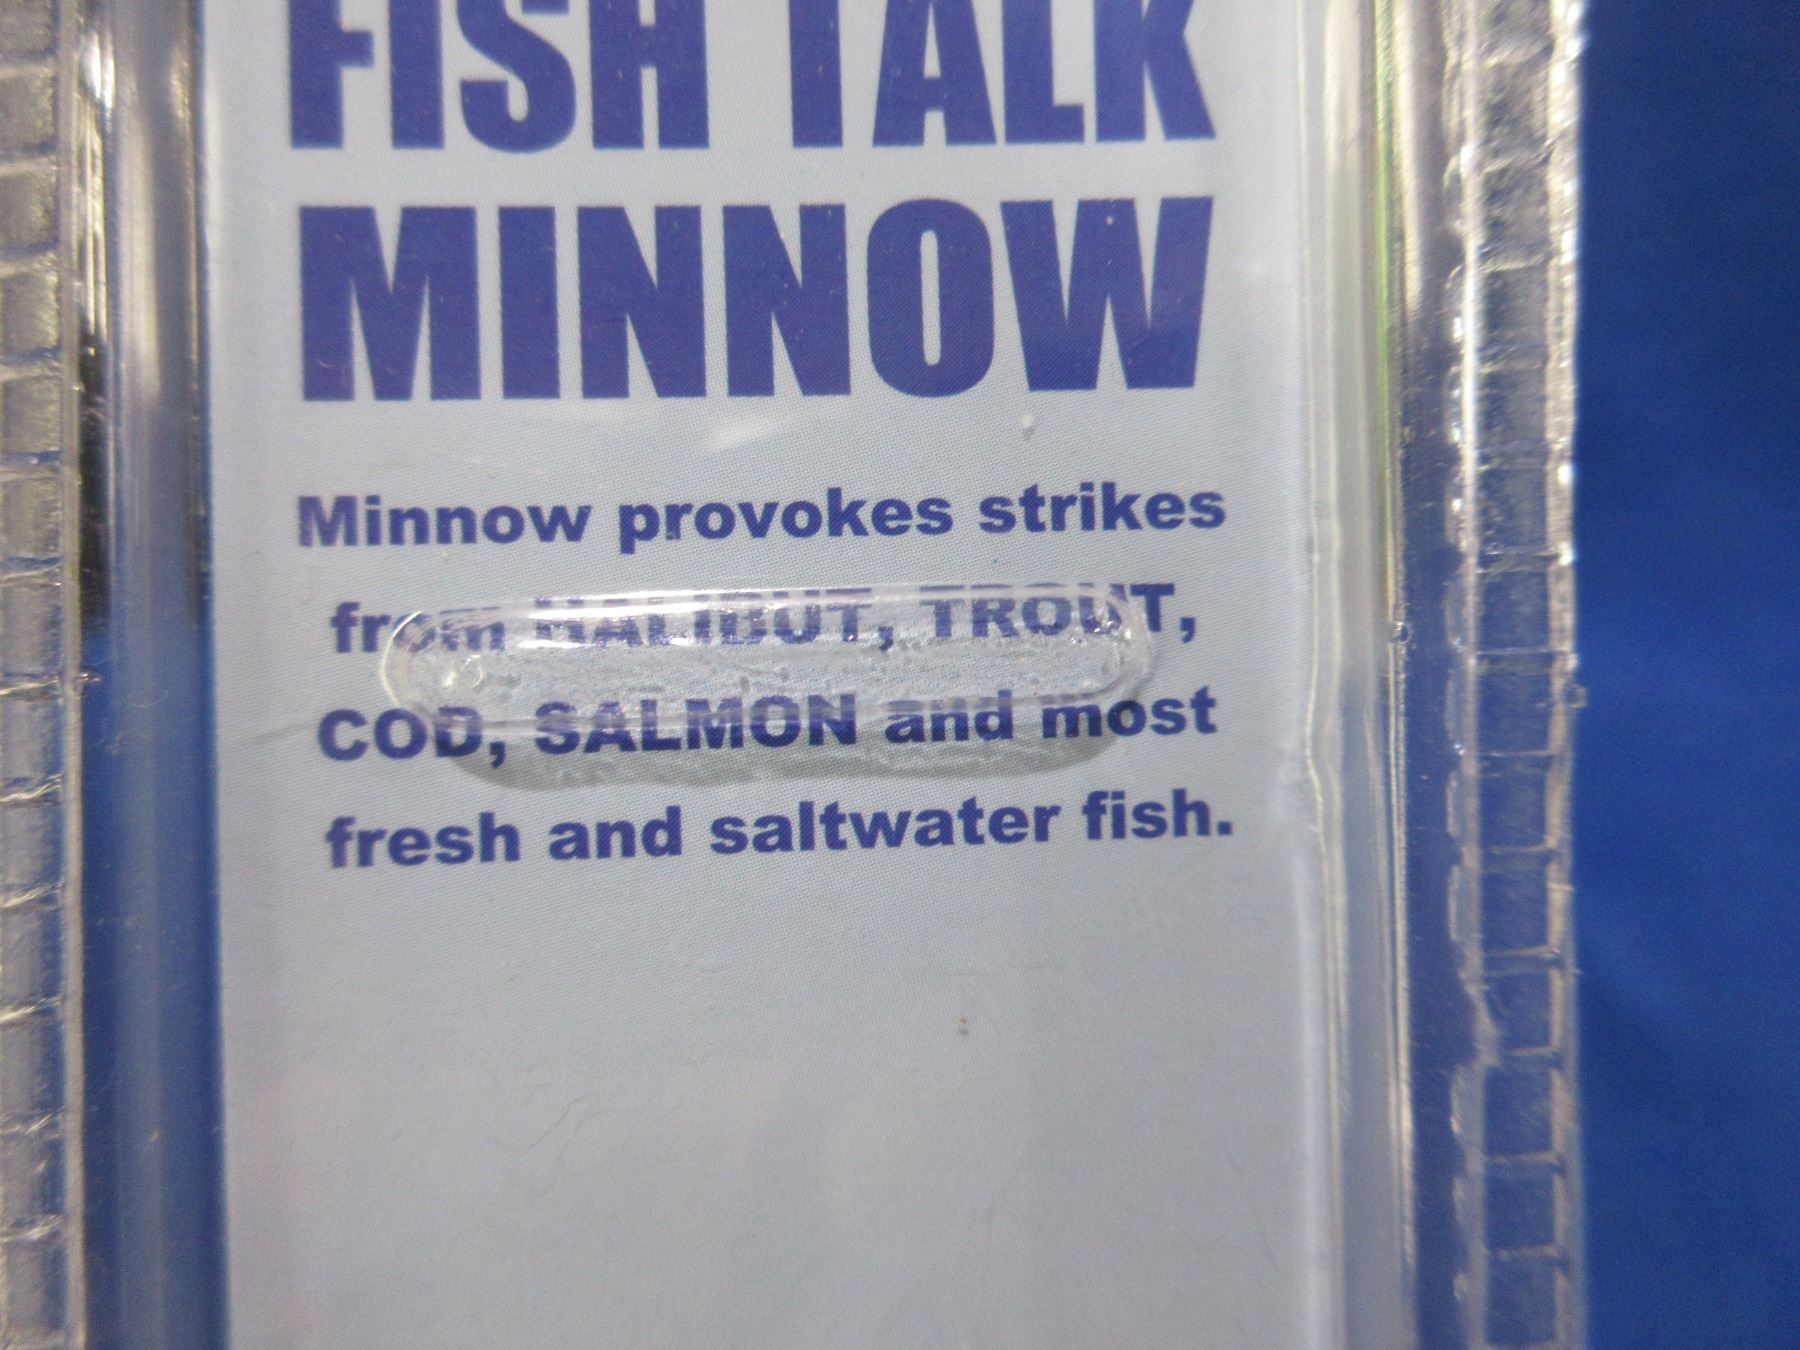 FISH TALK
MINNOW
Minnow provokes strikes
from HALIBUT, TROUT,
COD, SALMON and most
fresh and saltwater fish.